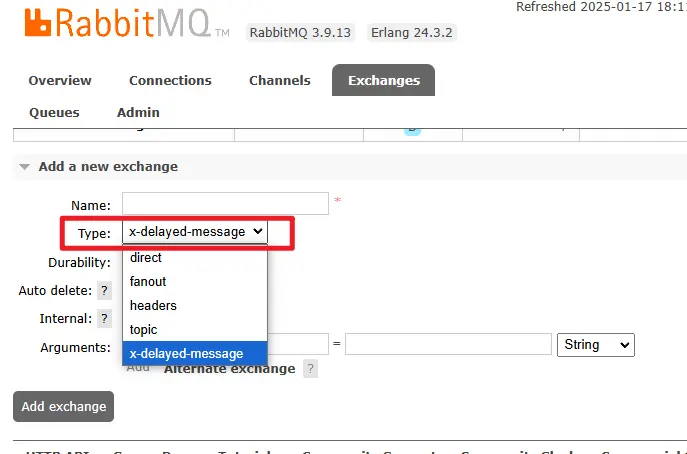 Refreshed 2025-01-17 18:1
RabbitMQ TM RabbitMQ 3.9.13 Erlang 24.3.2
Overview Connections Channels Exchanges
Queues Admin
Add a new exchange
Name: *
Type: x-delayed-message
direct
Durability:
fanout
Auto delete: ?
headers
Internal: ?
topic
Arguments: = String
x-delayed-message
Add Alternate exchange ?
Add exchange